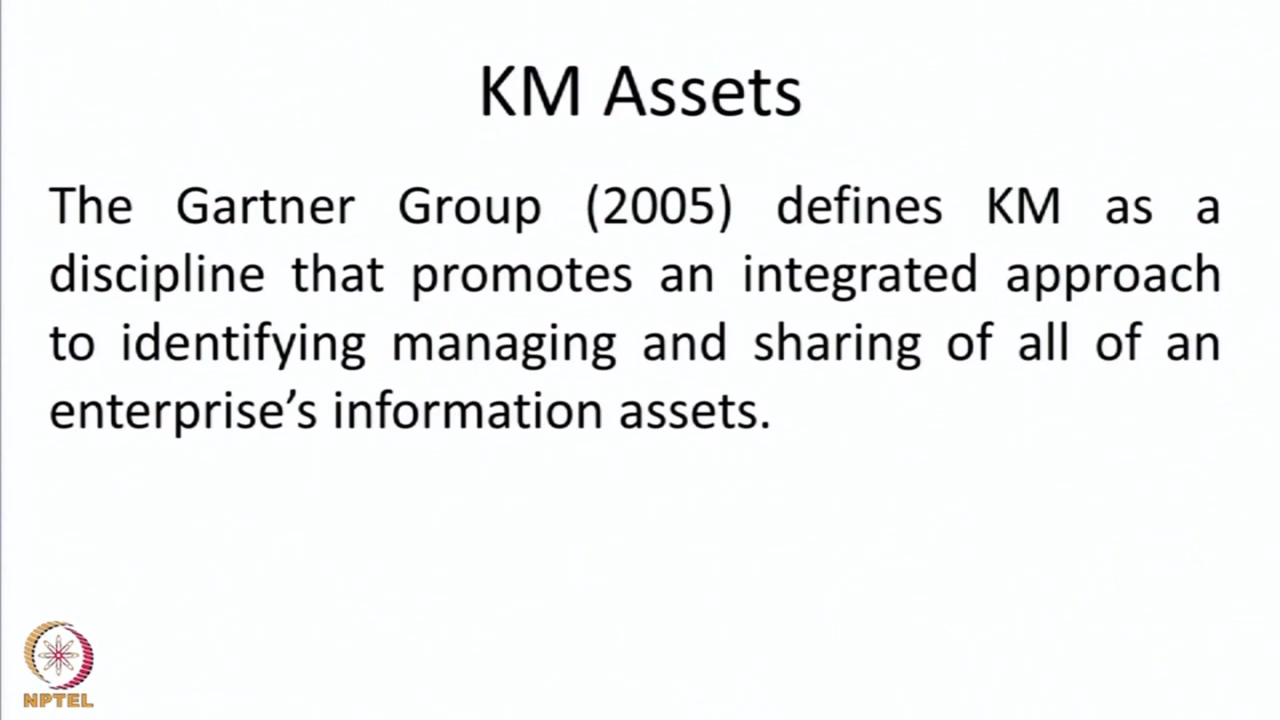 KM Assets
The Gartner Group (2005) defines KM as a
discipline that promotes an integrated approach
to identifying managing and sharing of all of an
enterprise’s information assets.
NPTEL